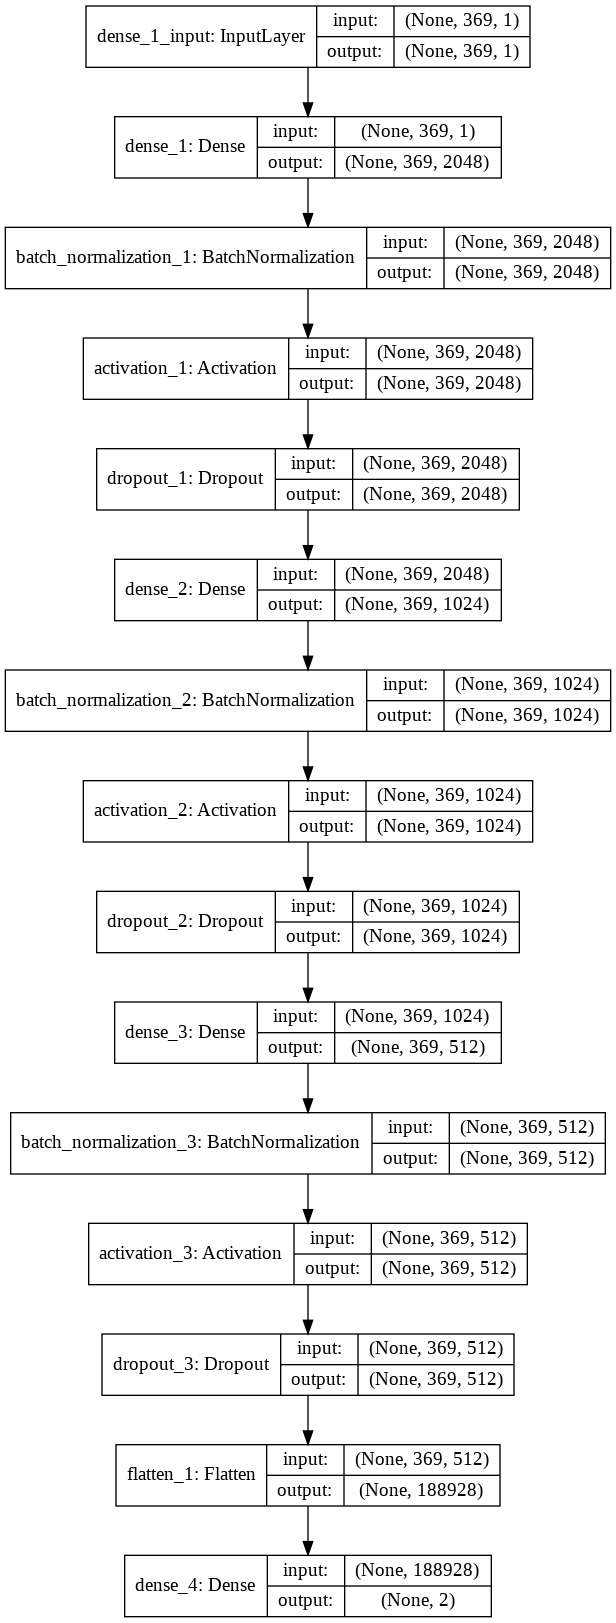 dense_1_input: InputLayer
input: (None, 369, 1)
output: (None, 369, 1)
dense_1: Dense
input: (None, 369, 1)
output: (None, 369, 2048)
batch_normalization_1: BatchNormalization
input: (None, 369, 2048)
output: (None, 369, 2048)
activation_1: Activation
input: (None, 369, 2048)
output: (None, 369, 2048)
dropout_1: Dropout
input: (None, 369, 2048)
output: (None, 369, 2048)
dense_2: Dense
input: (None, 369, 2048)
output: (None, 369, 1024)
batch_normalization_2: BatchNormalization
input: (None, 369, 1024)
output: (None, 369, 1024)
activation_2: Activation
input: (None, 369, 1024)
output: (None, 369, 1024)
dropout_2: Dropout
input: (None, 369, 1024)
output: (None, 369, 1024)
dense_3: Dense
input: (None, 369, 1024)
output: (None, 369, 512)
batch_normalization_3: BatchNormalization
input: (None, 369, 512)
output: (None, 369, 512)
activation_3: Activation
input: (None, 369, 512)
output: (None, 369, 512)
dropout_3: Dropout
input: (None, 369, 512)
output: (None, 369, 512)
flatten_1: Flatten
input: (None, 369, 512)
output: (None, 188928)
dense_4: Dense
input: (None, 188928)
output: (None, 2)